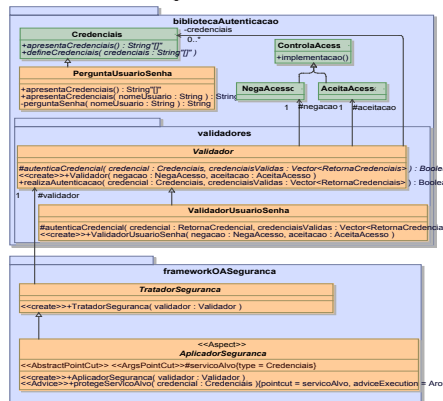 bibliotecaAutenticacao
Credenciais
+apresentaCredenciais() : String"[]"
+defineCredenciais( credenciais : String"[]" )
-credenciais
0..*
ControlaAcess
+implementacao()
PerguntaUsuarioSenha
+apresentaCredenciais() : String"[]"
+apresentaCredenciais( nomeUsuario : String ) : String
-perguntaSenha( nomeUsuario : String ) : String
NegaAcesso
AceitaAcesso
1 #negacao
1 #aceitacao
validadores
Validador
#autenticaCredencial( credencial : Credenciais, credenciaisValidas : Vector<RetornaCredenciais> ) : Boole
<<create>>+Validador( negacao : NegaAcesso, aceitacao : AceitaAcesso )
+realizaAutenticacao( credencial : Credenciais, credenciaisValidas : Vector<RetornaCredenciais> ) : Boolea
1
#validador
ValidadorUsuarioSenha
#autenticaCredencial( credencial : RetornaCredencial, credenciaisValidas : Vector<RetornaCredencia
<<create>>+ValidadorUsuarioSenha( negacao : NegaAcesso, aceitacao : AceitaAcesso )
frameworkOASeguranca
TratadorSeguranca
<<create>>+TratadorSeguranca( validador : Validador )
<<Aspect>>
AplicadorSeguranca
<<AbstractPointCut>> <<ArgsPointCut>>#servicoAlvo{type = Credenciais}
<<create>>+AplicadorSeguranca( validador : Validador )
<<Advice>>+protegeServicoAlvo( credencial : Credenciais ){pointcut = servicoAlvo, adviceExecution = Aro